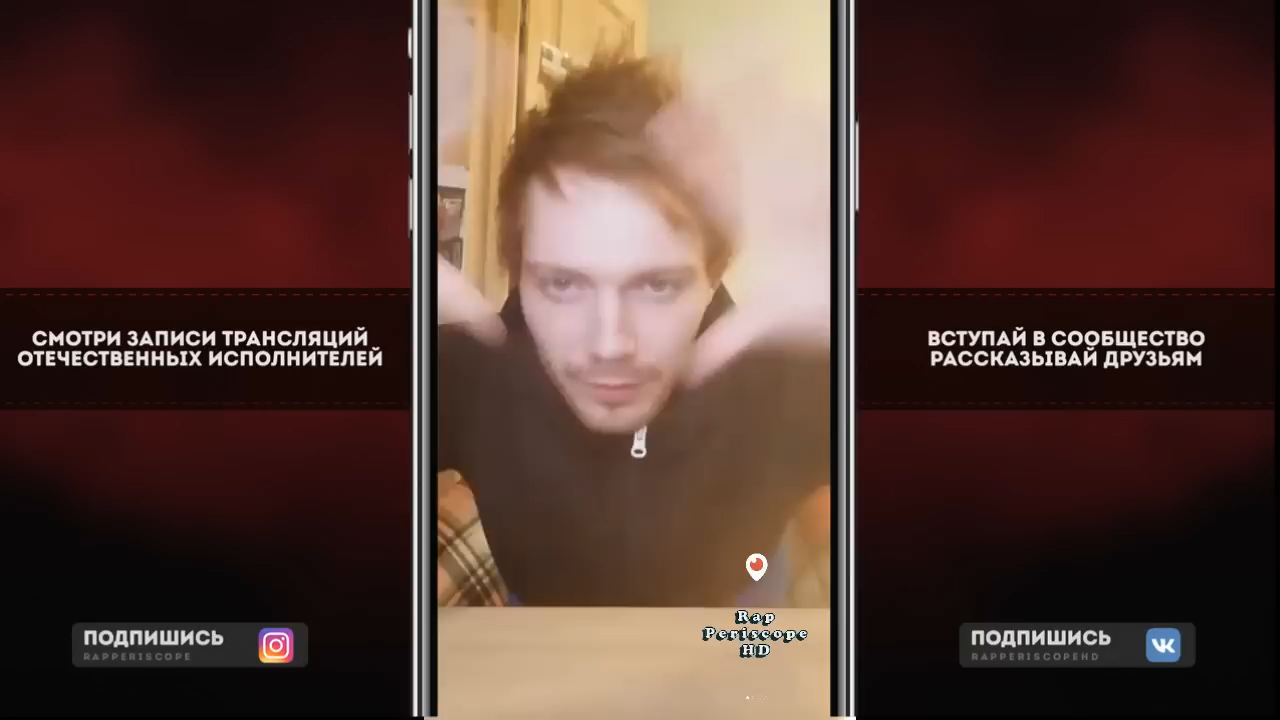 СМОТРИ ЗАПИСИ ТРАНСЛЯЦИЙ
ОТЕЧЕСТВЕННЫХ ИСПОЛНИТЕЛЕЙ
ВСТУПАЙ В СООБЩЕСТВО
РАССКАЗЫВАЙ ДРУЗЬЯМ
Rap
Periscope
HD
ПОДПИШИСЬ
RAPPERISCOPE
ПОДПИШИСЬ
RAPPERISCOPEHD